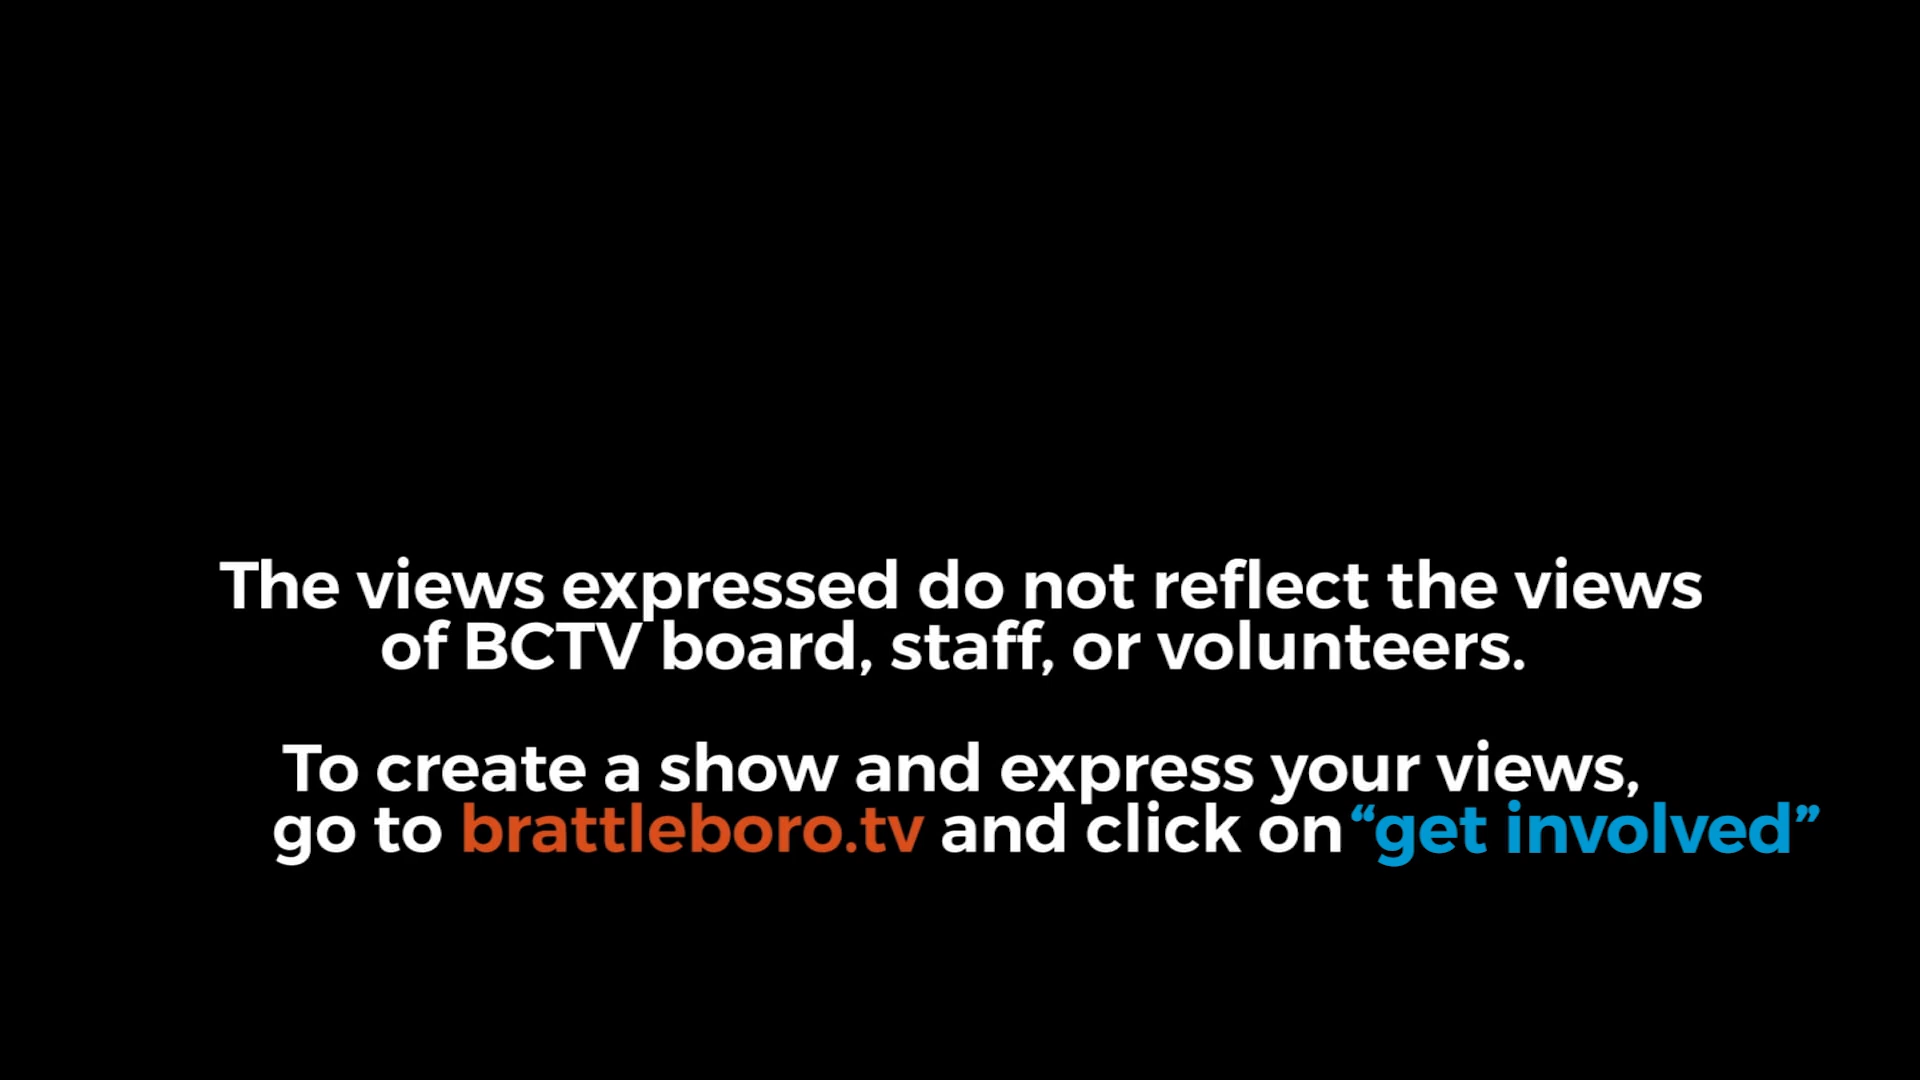 The views expressed do not reflect the views
of BCTV board, staff, or volunteers.
To create a show and express your views,
go to brattleboro.tv and click on “get involved”